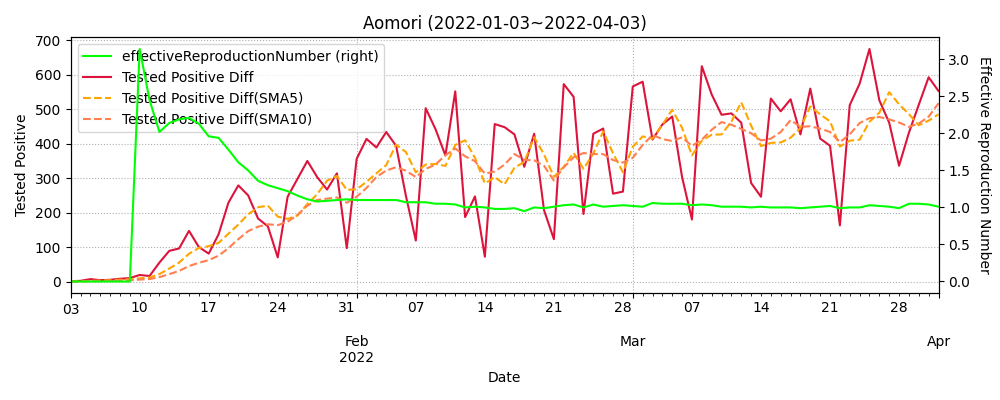 Aomori (2022-01-03~2022-04-03)
effectiveReproductionNumber (right)
Tested Positive Diff
Tested Positive Diff(SMA5)
Tested Positive Diff(SMA10)
Tested Positive
700
600
500
400
300
200
100
0
3.0
2.5
2.0
1.5
1.0
0.5
0.0
Effective Reproduction Number
03 10 17 24 31 07 14 21 28 07 14 21 28
Feb Mar Apr
2022
Date